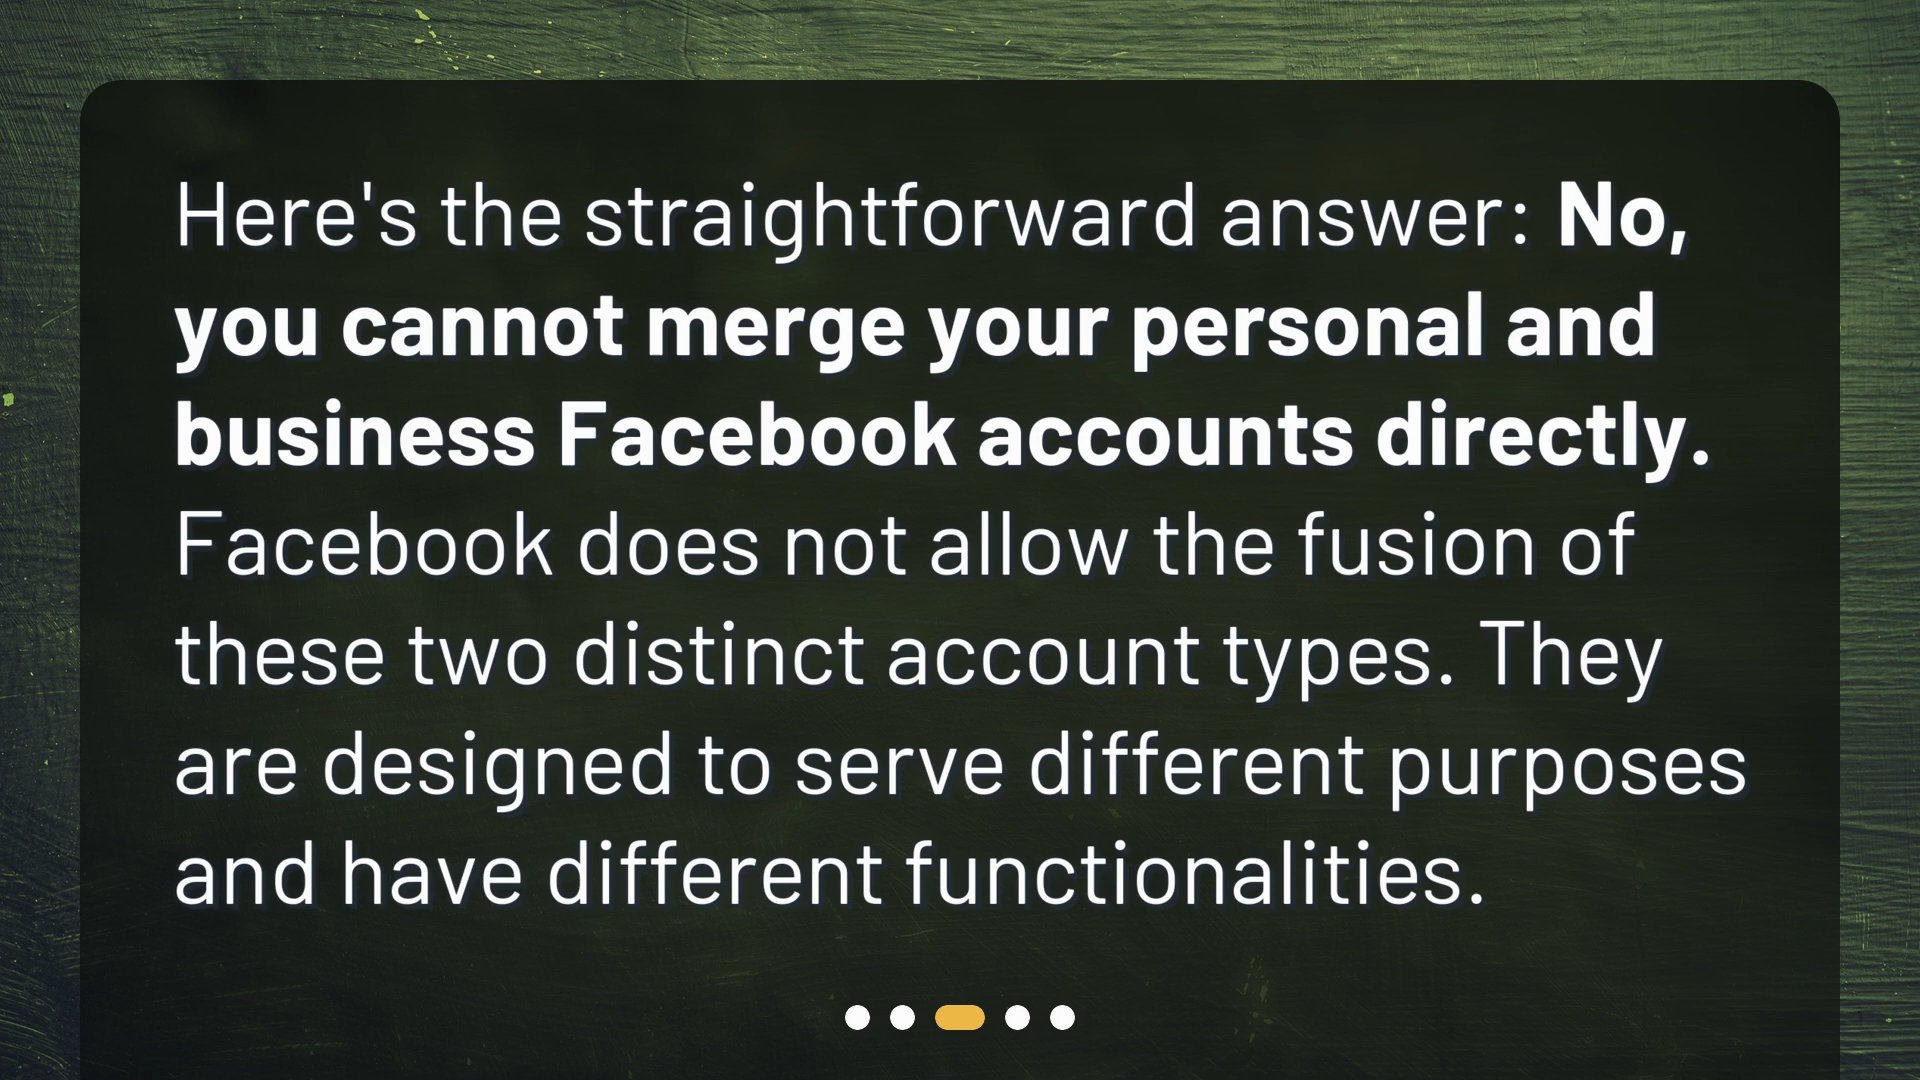 Here's the straightforward answer: No,
you cannot merge your personal and
business Facebook accounts directly.
Facebook does not allow the fusion of
these two distinct account types. They
are designed to serve different purposes
and have different functionalities.